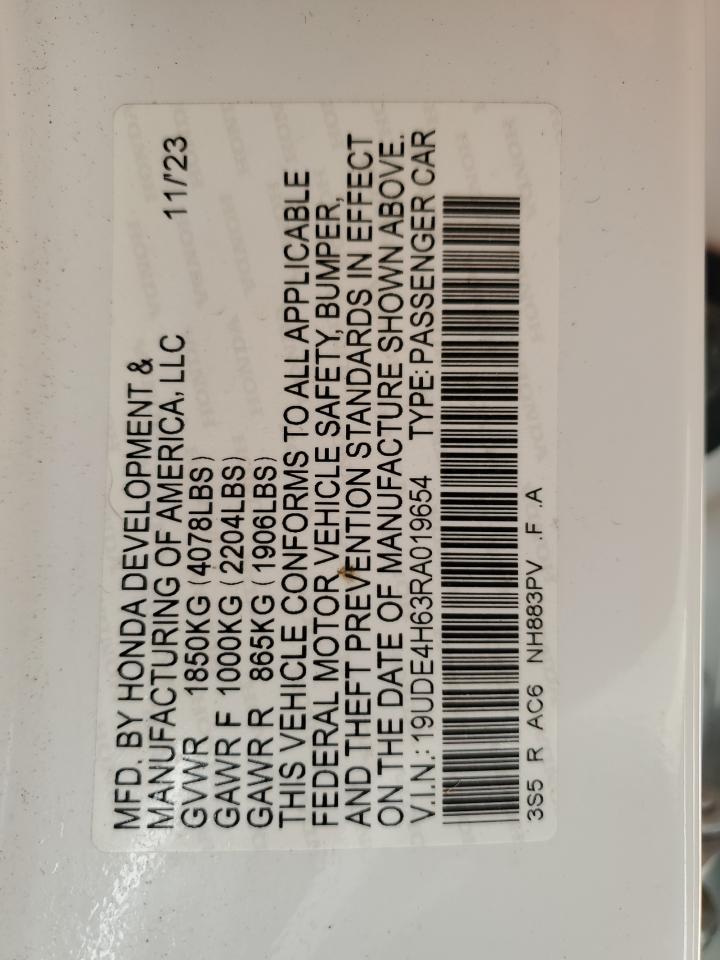 MFD. BY HONDA DEVELOPMENT &
MANUFACTURING OF AMERICA, LLC 11/'23
GVWR 1850KG (4078LBS)
GAWR F 1000KG (2204LBS)
GAWR R 865KG (1906LBS)
THIS VEHICLE CONFORMS TO ALL APPLICABLE
FEDERAL MOTOR VEHICLE SAFETY, BUMPER,
AND THEFT PREVENTION STANDARDS IN EFFECT
ON THE DATE OF MANUFACTURE SHOWN ABOVE.
V.I.N.: 19UDE4H63RA019654 TYPE: PASSENGER CAR
3S5 R AC6 NH883PV .F .A